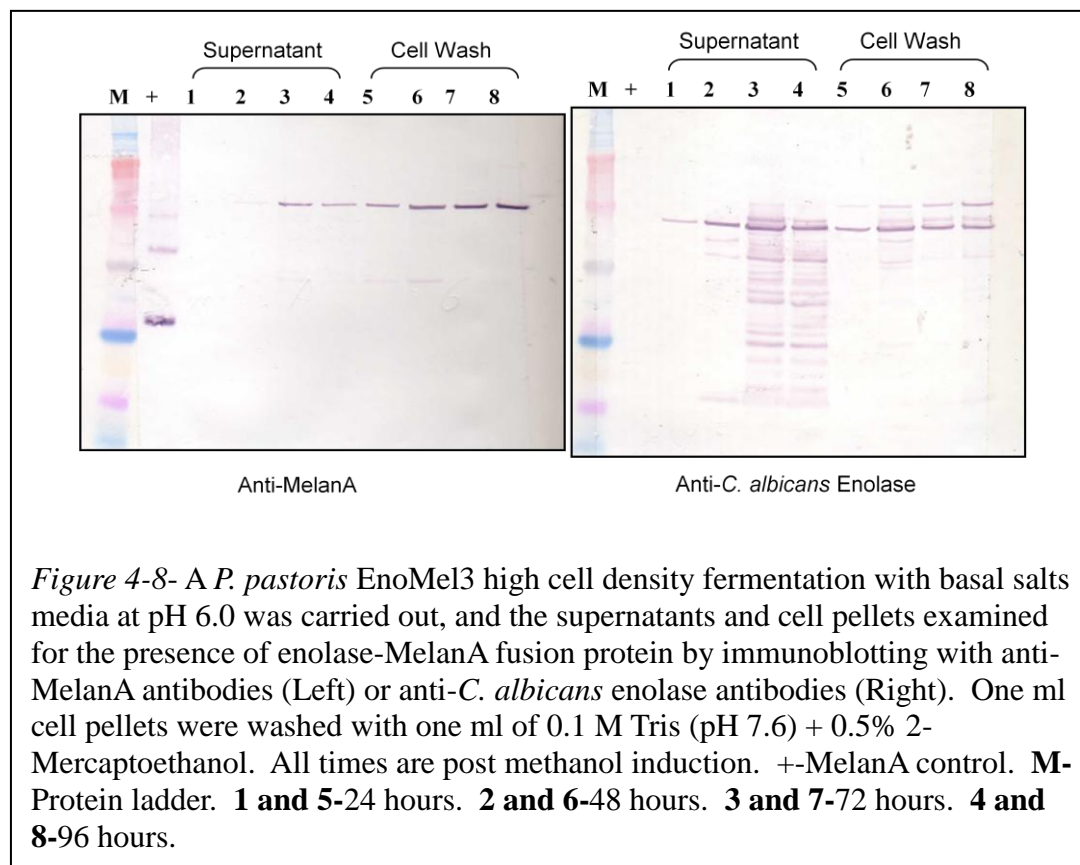 Supernatant Cell Wash
M + 1 2 3 4 5 6 7 8
Anti-MelanA
Supernatant Cell Wash
M + 1 2 3 4 5 6 7 8
Anti-C. albicans Enolase
Figure 4-8- A P. pastoris EnoMel3 high cell density fermentation with basal salts
media at pH 6.0 was carried out, and the supernatants and cell pellets examined
for the presence of enolase-MelanA fusion protein by immunoblotting with anti-
MelanA antibodies (Left) or anti-C. albicans enolase antibodies (Right). One ml
cell pellets were washed with one ml of 0.1 M Tris (pH 7.6) + 0.5% 2-
Mercaptoethanol. All times are post methanol induction. +-MelanA control. M-
Protein ladder. 1 and 5-24 hours. 2 and 6-48 hours. 3 and 7-72 hours. 4 and
8-96 hours.